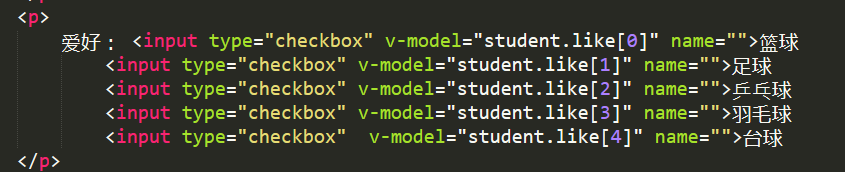 <p>
爱好： <input type="checkbox" v-model="student.like[0]" name="">篮球
<input type="checkbox" v-model="student.like[1]" name="">足球
<input type="checkbox" v-model="student.like[2]" name="">乒乓球
<input type="checkbox" v-model="student.like[3]" name="">羽毛球
<input type="checkbox"  v-model="student.like[4]" name="">台球
</p>